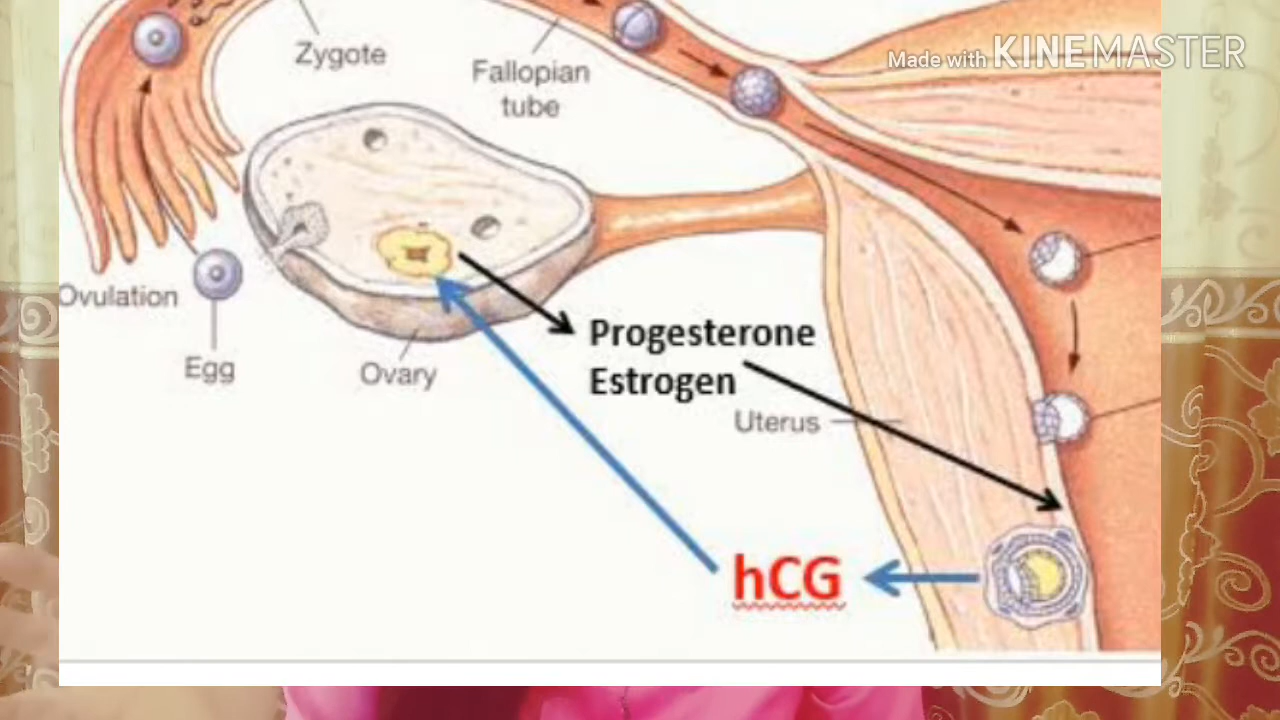 Made with KINEMASTER
Zygote
Fallopian
tube
Ovulation
Egg
Ovary
Progesterone
Estrogen
Uterus
hCG